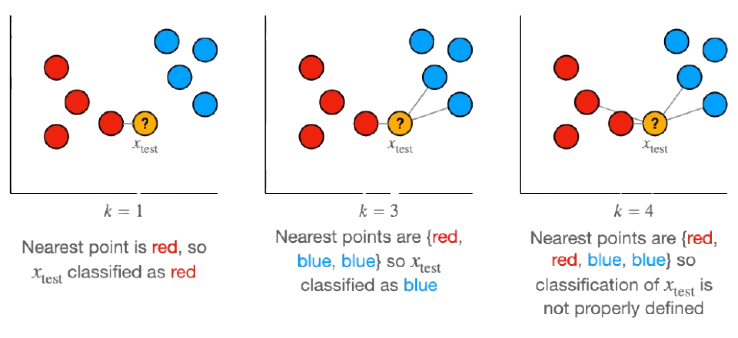 ?
x_test
k = 1
Nearest point is red, so
x_test classified as red
?
x_test
k = 3
Nearest points are {red,
blue, blue} so x_test
classified as blue
?
x_test
k = 4
Nearest points are {red,
red, blue, blue} so
classification of x_test is
not properly defined